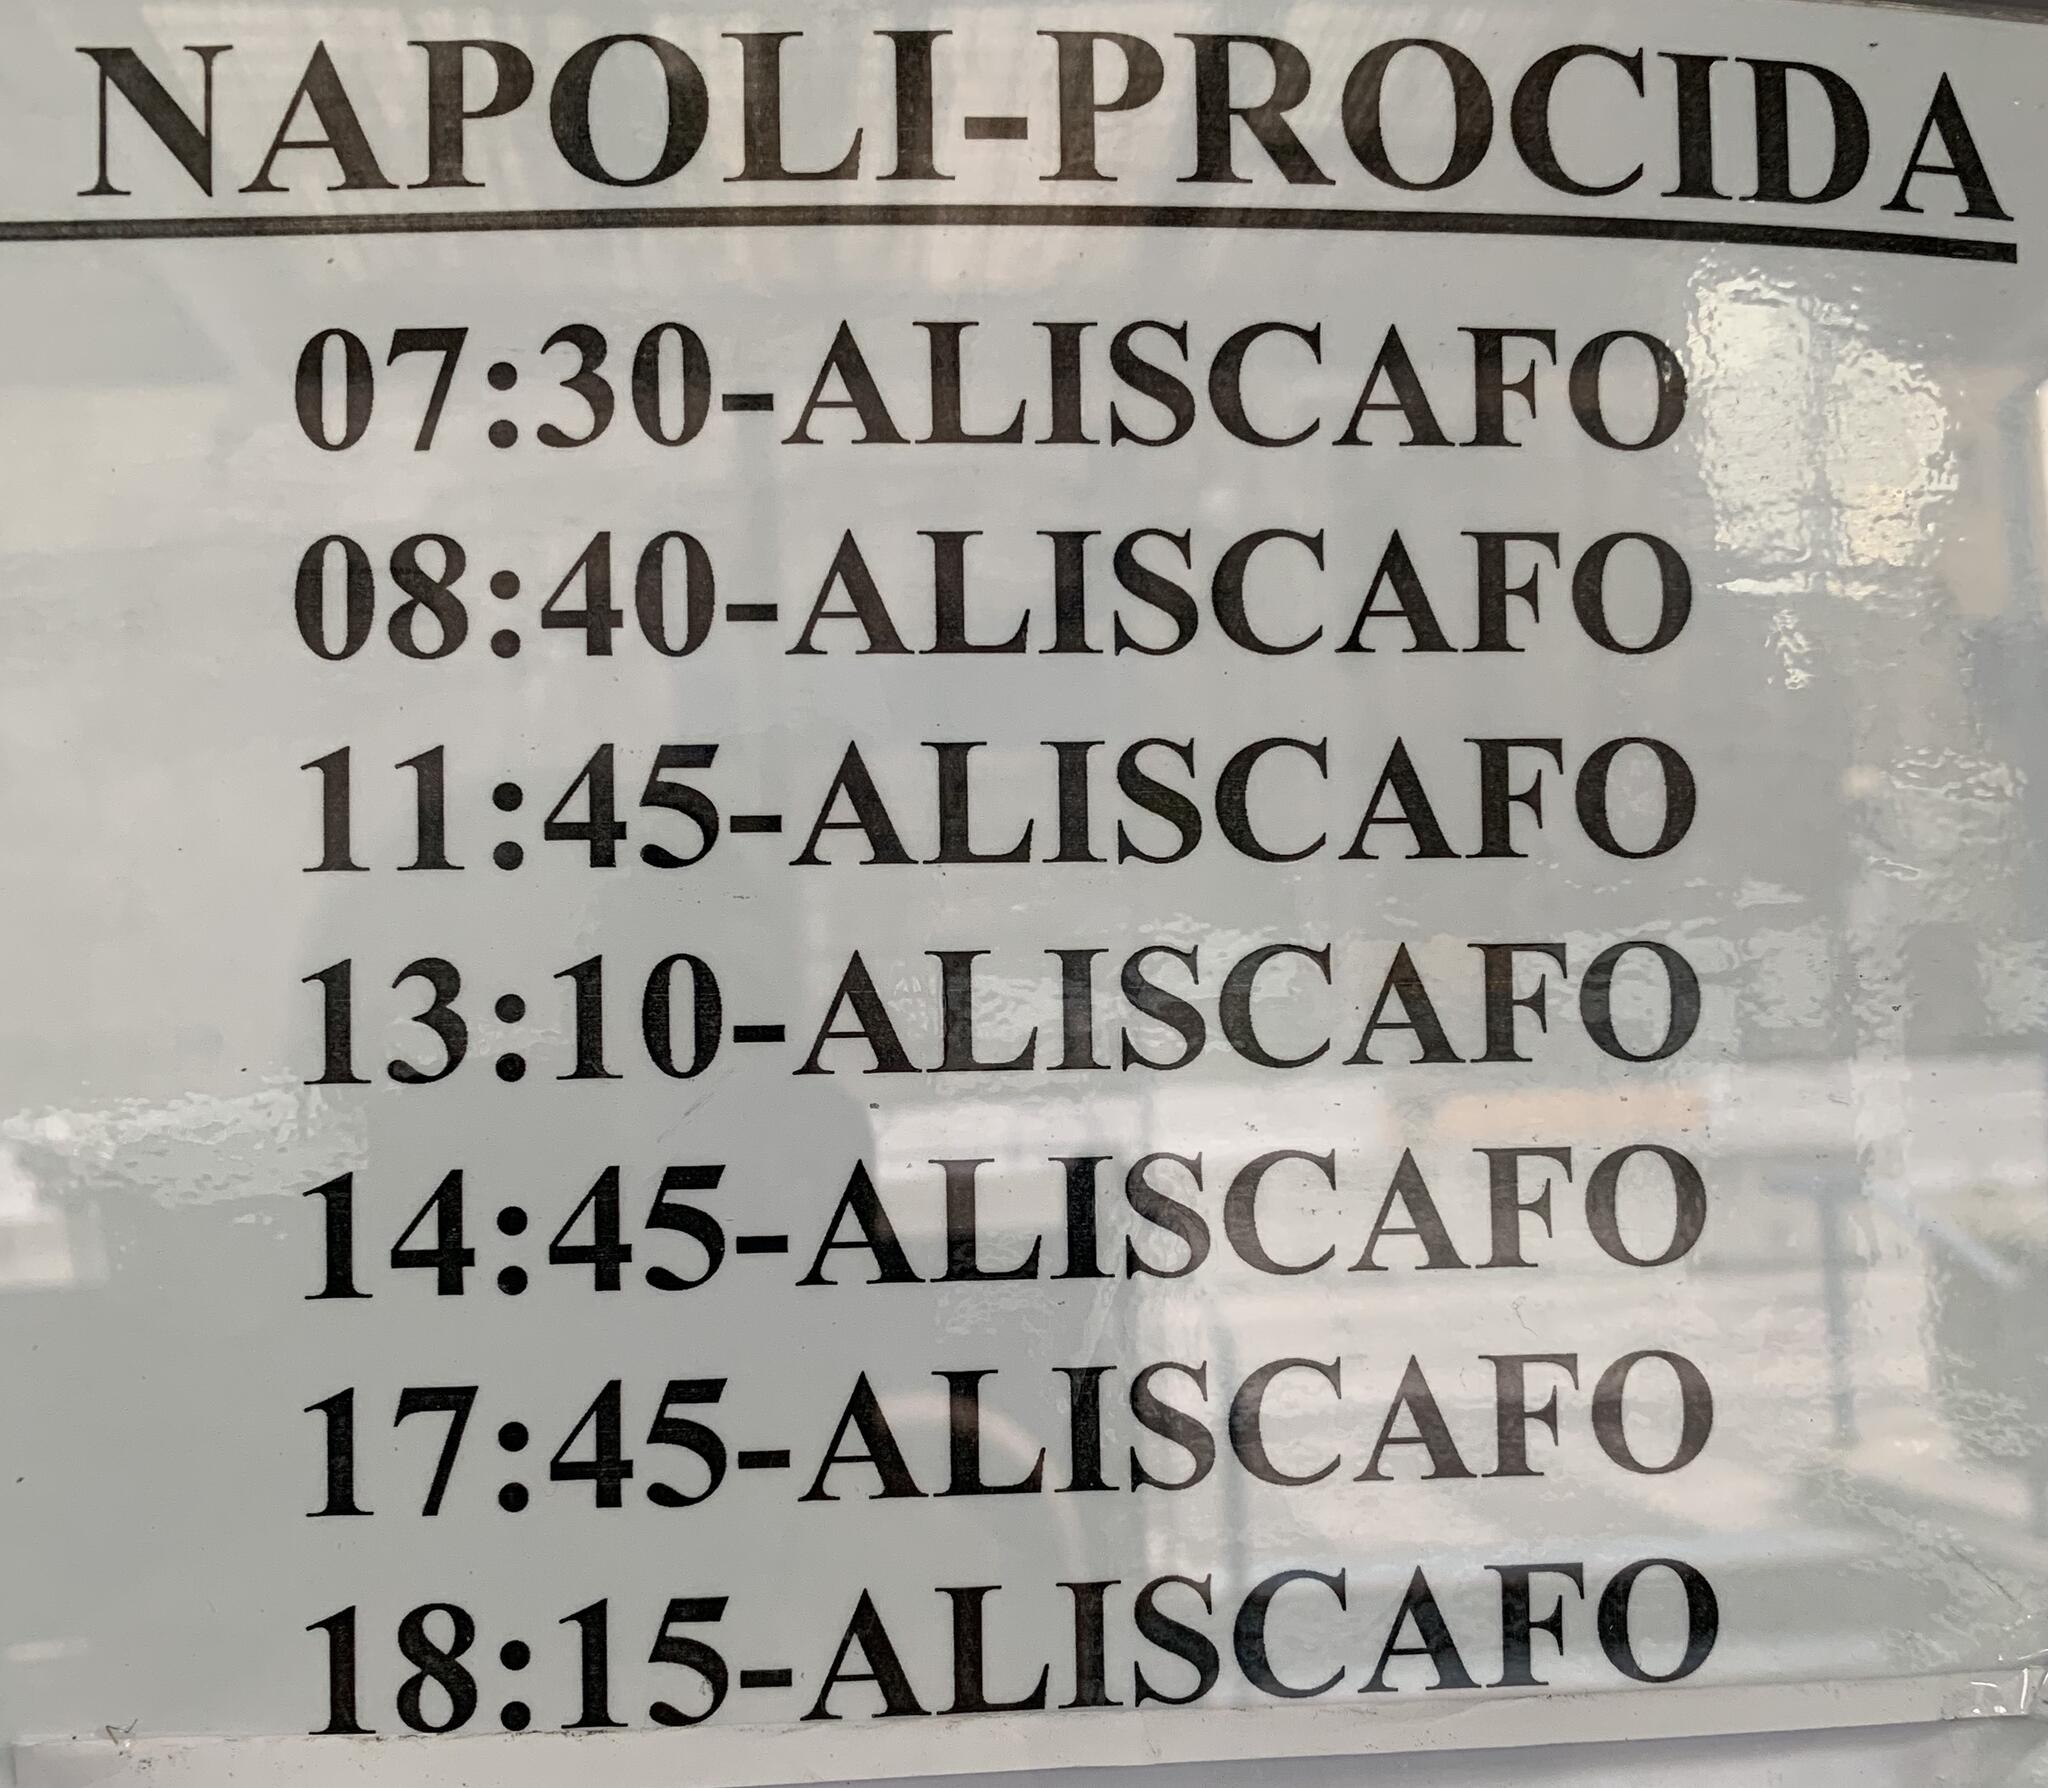 NAPOLI-PROCIDA
07:30-ALISCAFO
08:40-ALISCAFO
11:45-ALISCAFO
13:10-ALISCAFO
14:45-ALISCAFO
17:45-ALISCAFO
18:15-ALISCAFO